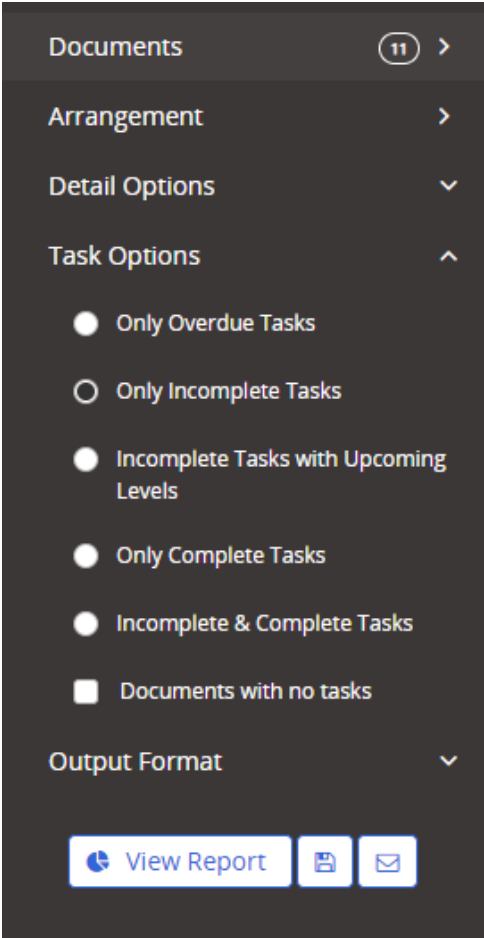 Documents 11
Arrangement
Detail Options
Task Options
Only Overdue Tasks
Only Incomplete Tasks
Incomplete Tasks with Upcoming
Levels
Only Complete Tasks
Incomplete & Complete Tasks
Documents with no tasks
Output Format
View Report